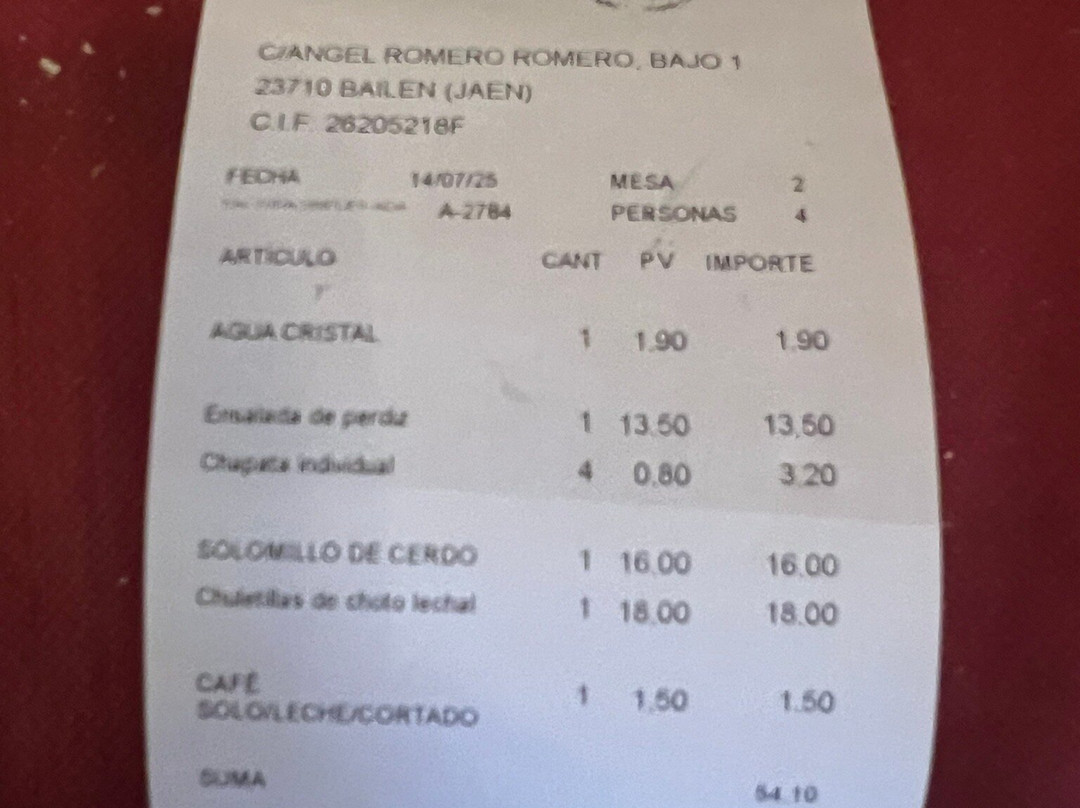 C/ANGEL ROMERO ROMERO, BAJO 1
23710 BAILEN (JAEN)
C.I.F. 26205218F
FECHA 14/07/25 MESA 2
A-2784 PERSONAS 4
ARTÍCULO CANT PV IMPORTE
AGUA CRISTAL 1 1.90 1.90
Ensalada de perdiz 1 13.50 13.50
Chapata individual 4 0.80 3.20
SOLOMILLO DE CERDO 1 16.00 16.00
Chuletillas de choto lechal 1 18.00 18.00
CAFÉ 1 1.50 1.50
SOLO/LECHE/CORTADO
SUMA 54.10